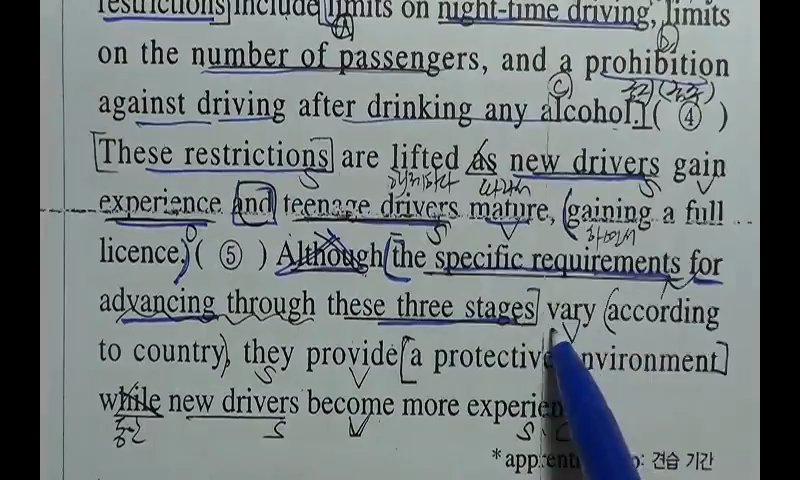 restrictions include limits on night-time driving, limits
on the number of passengers, and a prohibition
against driving after drinking any alcohol. ( ④ )
These restrictions are lifted as new drivers gain
experience and teenage drivers mature, gaining a full
licence. ( ⑤ ) Although the specific requirements for
advancing through these three stages vary according
to country, they provide a protective environment
while new drivers become more
: 견습 기간